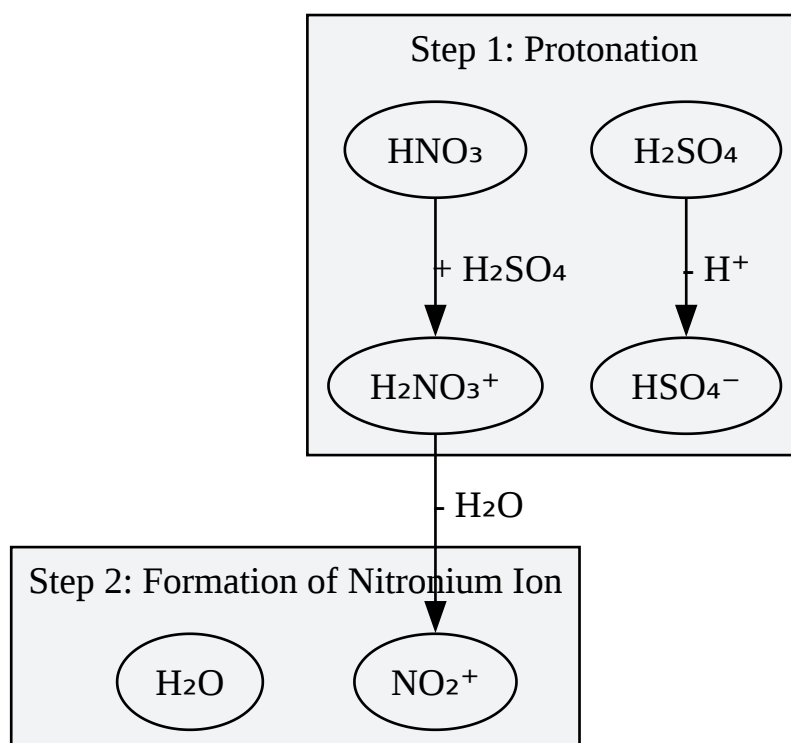 Step 1: Protonation
HNO₃
H₂SO₄
+ H₂SO₄
- H⁺
H₂NO₃⁺
HSO₄⁻
- H₂O
Step 2: Formation of Nitronium Ion
H₂O
NO₂⁺